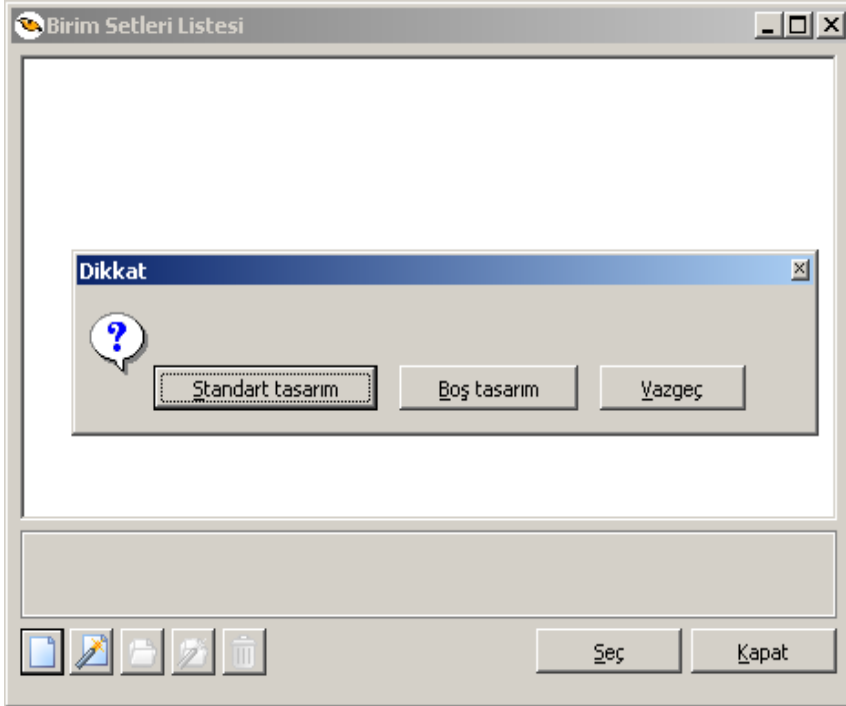 Birim Setleri Listesi
Dikkat
?
Standart tasarım
Boş tasarım
Vazgeç
Seç
Kapat